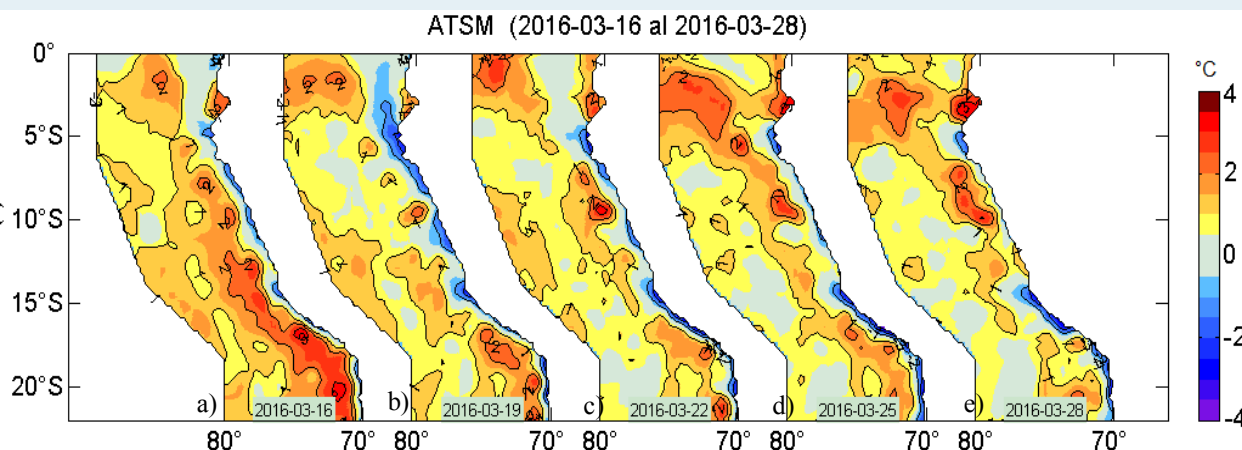 ATSM (2016-03-16 al 2016-03-28)
°C
0°
5°S
10°S
15°S
20°S
a) 2016-03-16
b) 2016-03-19
c) 2016-03-22
d) 2016-03-25
e) 2016-03-28
80° 70° 80° 70° 80° 70° 80° 70° 80° 70°
4
2
0
-2
-4